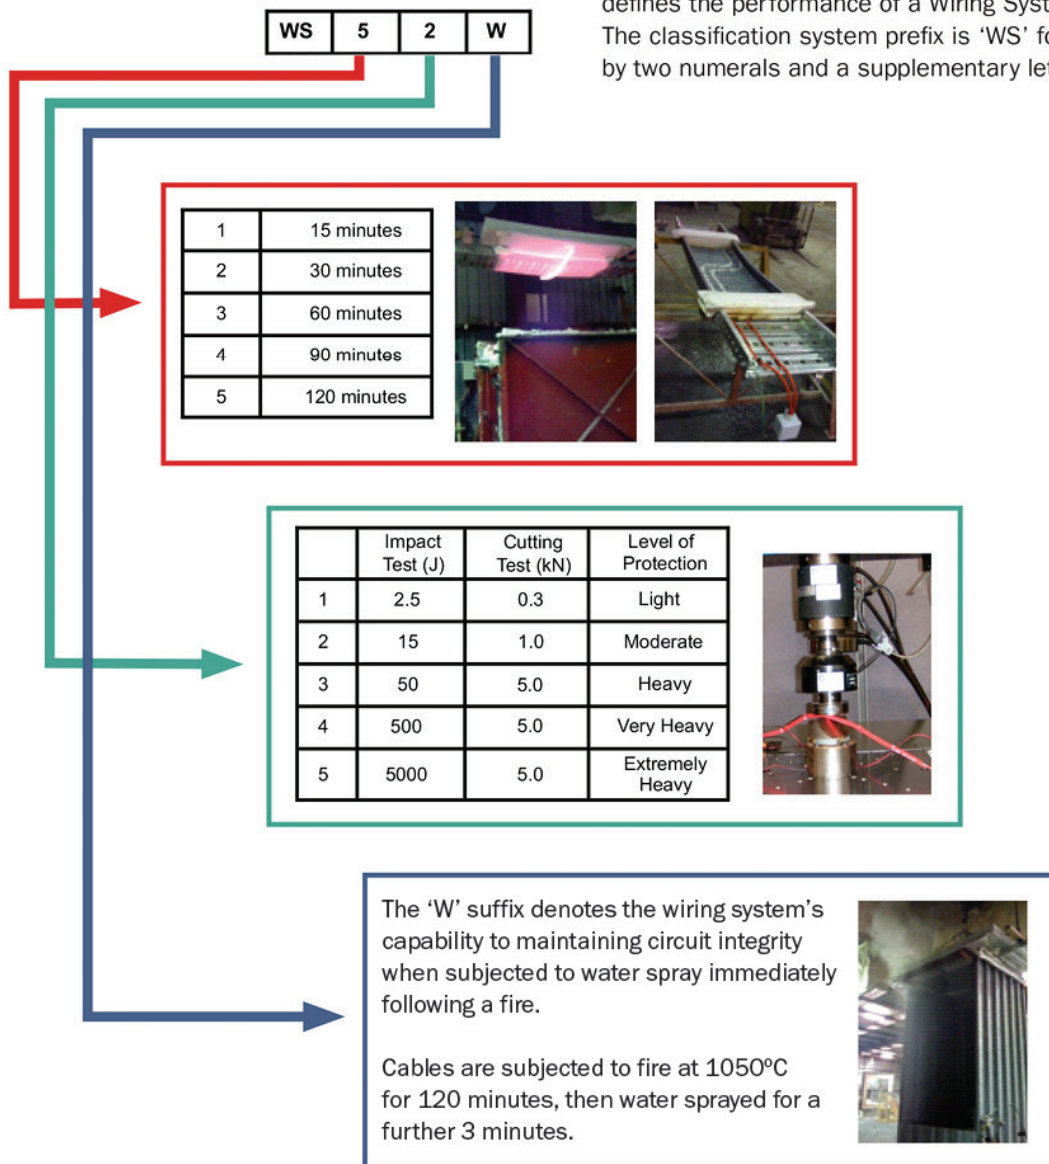 defines the performance of a Wiring Syst
The classification system prefix is ‘WS’ fo
by two numerals and a supplementary let
WS 5 2 W
1 15 minutes
2 30 minutes
3 60 minutes
4 90 minutes
5 120 minutes
Impact Test (J) Cutting Test (kN) Level of Protection
1 2.5 0.3 Light
2 15 1.0 Moderate
3 50 5.0 Heavy
4 500 5.0 Very Heavy
5 5000 5.0 Extremely Heavy
The ‘W’ suffix denotes the wiring system’s
capability to maintaining circuit integrity
when subjected to water spray immediately
following a fire.
Cables are subjected to fire at 1050ºC
for 120 minutes, then water sprayed for a
further 3 minutes.